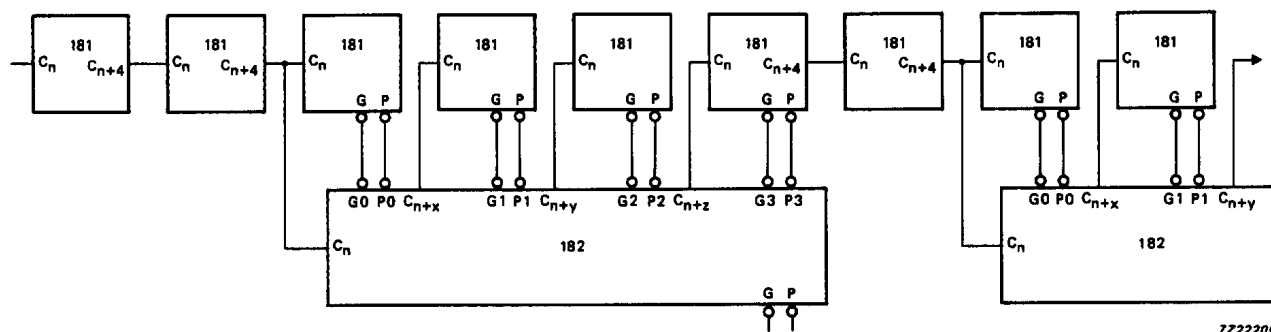 181 181 181 181 181 181 181 181 181
Cn Cn+4 Cn Cn+4 Cn Cn Cn Cn Cn+4 Cn Cn+4 Cn Cn
G P G P G P G P G P G P
G0 P0 Cn+x G1 P1 Cn+y G2 P2 Cn+z G3 P3 G0 P0 Cn+x G1 P1 Cn+y
Cn 182 Cn 182
G P